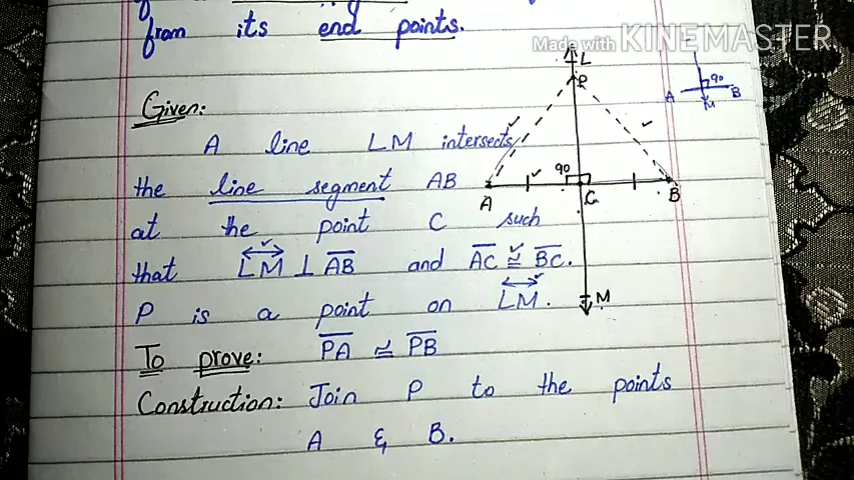 from its end points.
Made with KINEMASTER
Given:
A line LM intersects
the line segment AB
at the point C such
that LM ⊥ AB and AC ≅ BC.
P is a point on LM.
To prove: PA ≅ PB
Construction: Join P to the points
A & B.
L
P
90
A
C
B
M
90
A
B
M